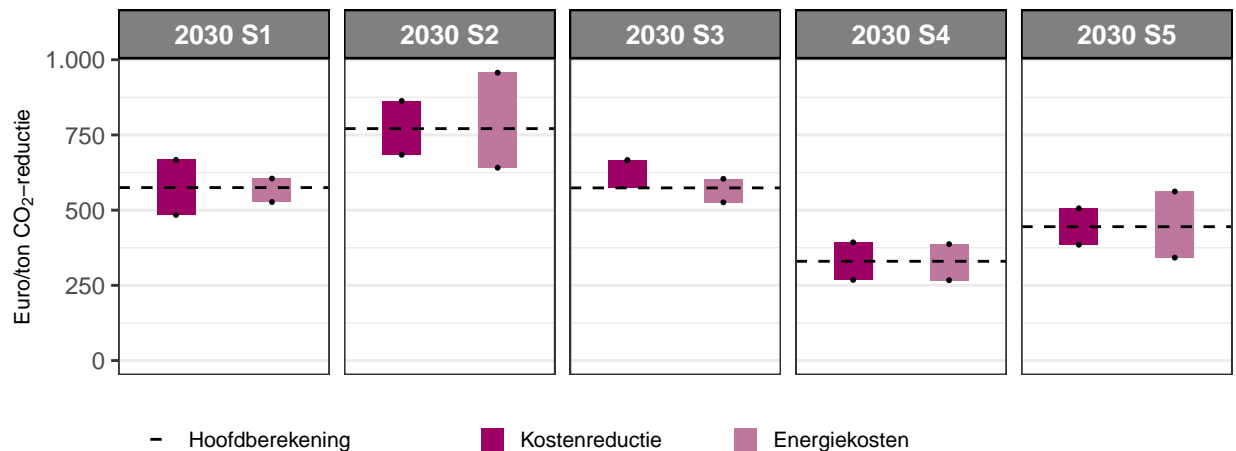 2030 S1
2030 S2
2030 S3
2030 S4
2030 S5
Euro/ton CO₂−reductie
1.000
750
500
250
0
Hoofdberekening
Kostenreductie
Energiekosten